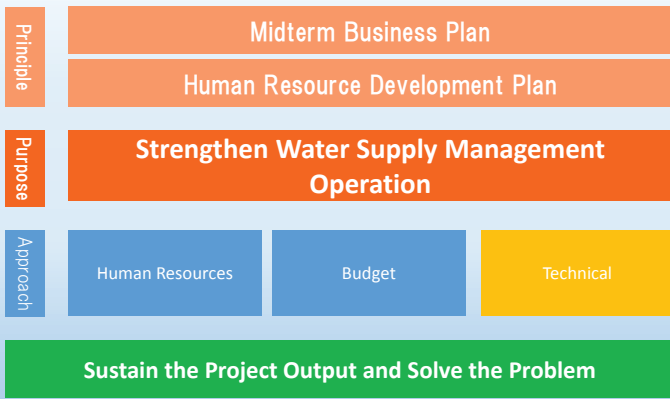 Principle
Midterm Business Plan
Human Resource Development Plan
Purpose
Strengthen Water Supply Management
Operation
Approach
Human Resources
Budget
Technical
Sustain the Project Output and Solve the Problem